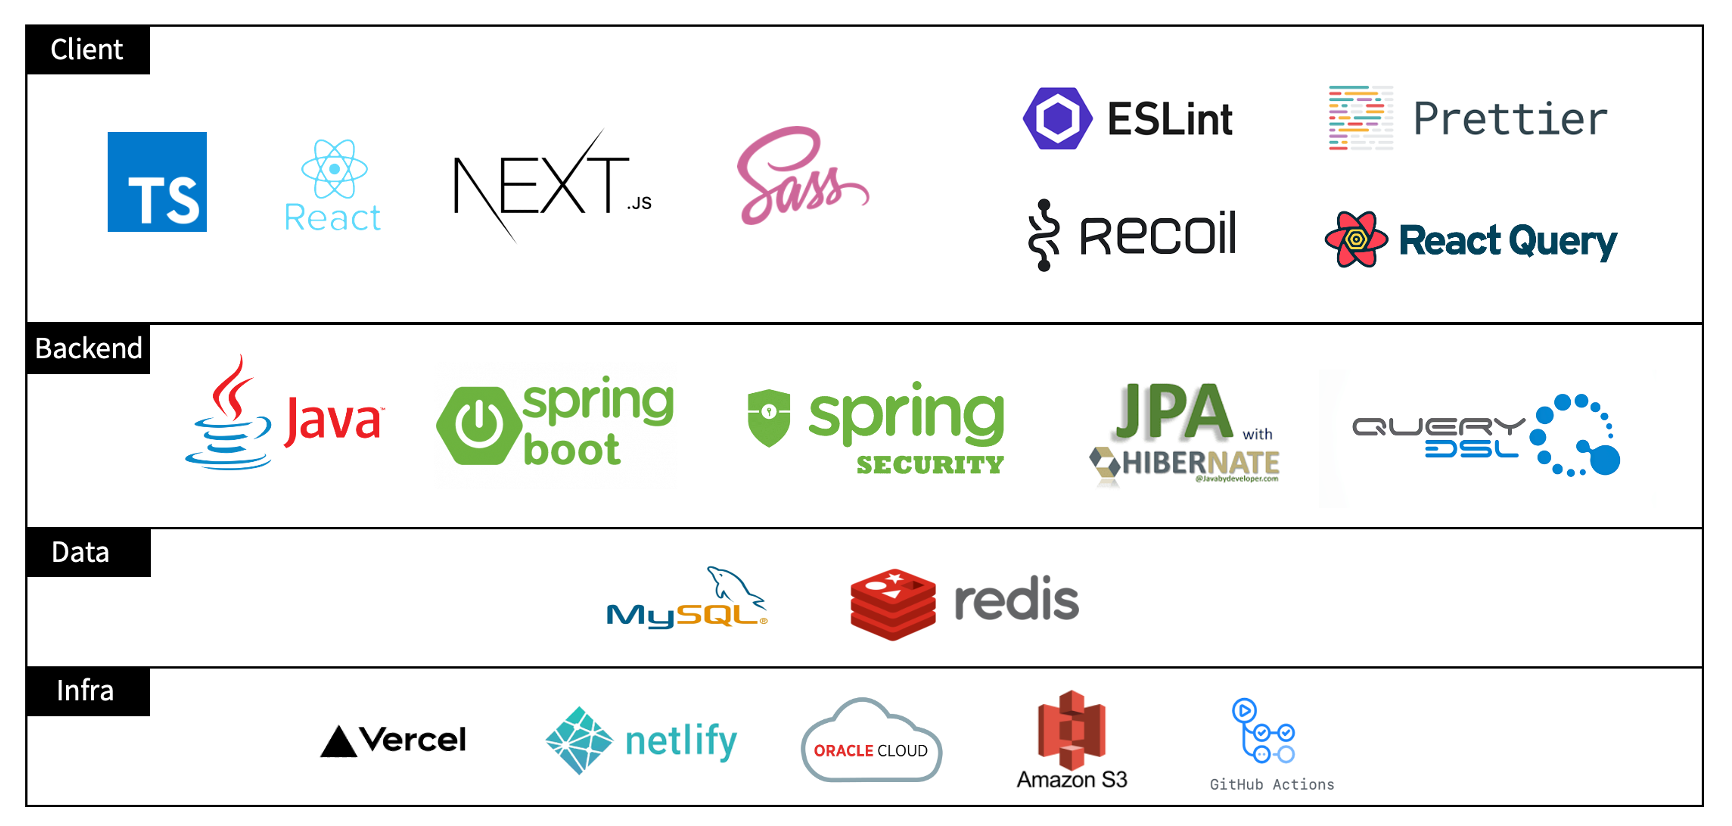 Client
TS
React
NEXT.JS
Sass
ESLint
Prettier
Recoil
React Query
Backend
Java™
spring
boot
spring
SECURITY
JPA with
HIBERNATE
@Javabydeveloper.com
QUERY
DSL
Data
MySQL®
redis
Infra
Vercel
netlify
ORACLE CLOUD
Amazon S3
GitHub Actions